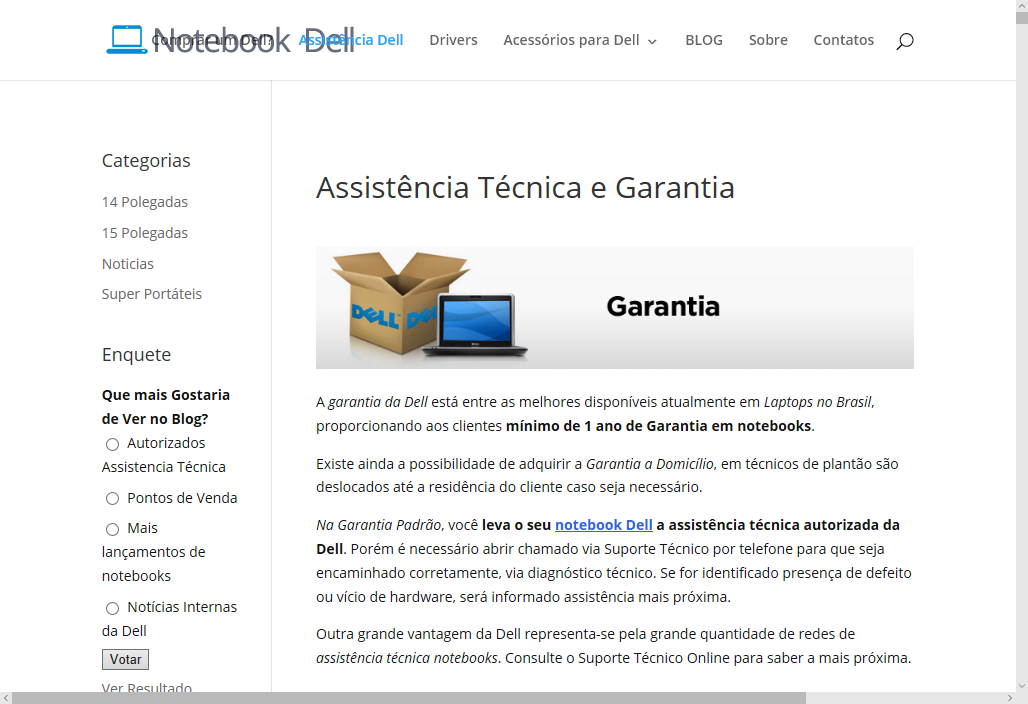 Notebook Dell
Comprar um Dell?
Assistência Dell
Drivers
Acessórios para Dell
BLOG
Sobre
Contatos
Categorias
14 Polegadas
15 Polegadas
Noticias
Super Portáteis
Enquete
Que mais Gostaria
de Ver no Blog?
Autorizados
Assistencia Técnica
Pontos de Venda
Mais
lançamentos de
notebooks
Notícias Internas
da Dell
Votar
Ver Resultado
Assistência Técnica e Garantia
DELL
Garantia
A garantia da Dell está entre as melhores disponíveis atualmente em Laptops no Brasil,
proporcionando aos clientes mínimo de 1 ano de Garantia em notebooks.
Existe ainda a possibilidade de adquirir a Garantia a Domicílio, em técnicos de plantão são
deslocados até a residência do cliente caso seja necessário.
Na Garantia Padrão, você leva o seu notebook Dell a assistência técnica autorizada da
Dell. Porém é necessário abrir chamado via Suporte Técnico por telefone para que seja
encaminhado corretamente, via diagnóstico técnico. Se for identificado presença de defeito
ou vício de hardware, será informado assistência mais próxima.
Outra grande vantagem da Dell representa-se pela grande quantidade de redes de
assistência técnica notebooks. Consulte o Suporte Técnico Online para saber a mais próxima.